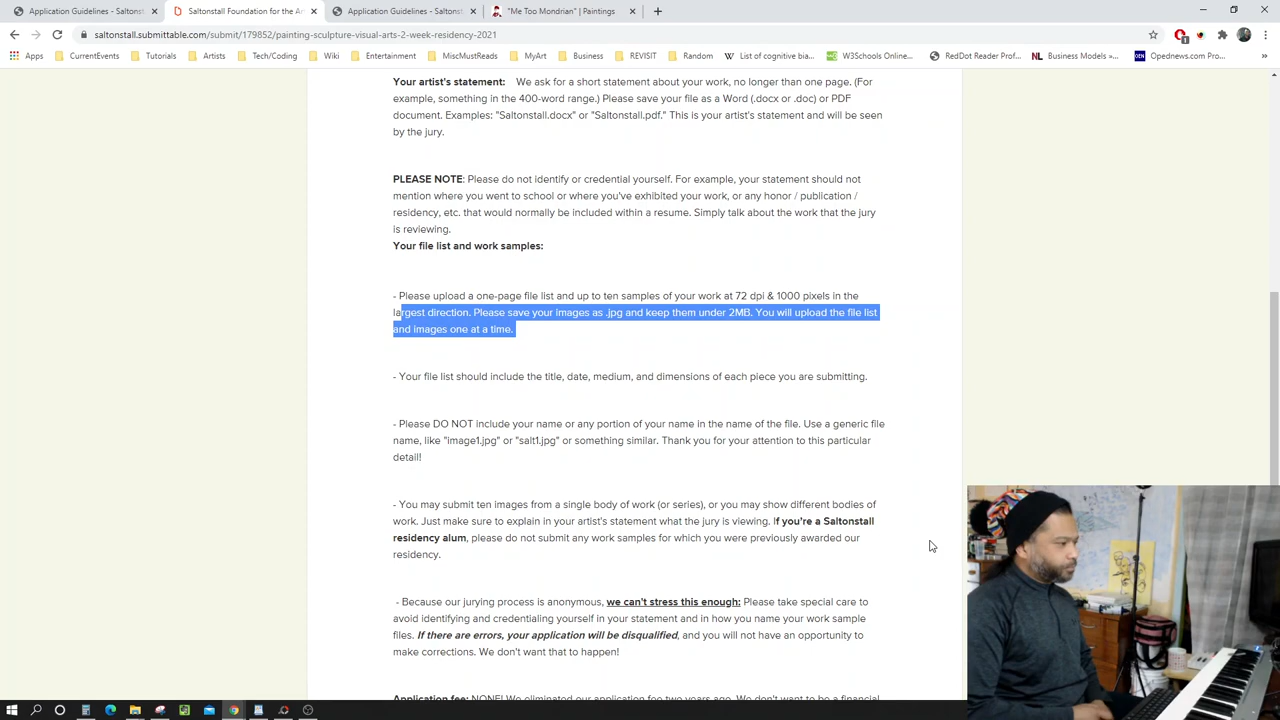 Application Guidelines - Saltonst
Saltonstall Foundation for the Ar
Application Guidelines - Saltonst
"Me Too Mondrian" | Paintings
saltonstall.submittable.com/submit/179852/painting-sculpture-visual-arts-2-week-residency-2021
Apps
CurrentEvents
Tutorials
Artists
Tech/Coding
Wiki
Entertainment
MiscMustReads
MyArt
Business
REVISIT
Random
List of cognitive bia...
W3Schools Online...
RedDot Reader Prof...
Business Models »...
Opednews.com Pro...
Your artist's statement: We ask for a short statement about your work, no longer than one page. (For
example, something in the 400-word range.) Please save your file as a Word (.docx or .doc) or PDF
document. Examples: "Saltonstall.docx" or "Saltonstall.pdf." This is your artist's statement and will be seen
by the jury.
PLEASE NOTE: Please do not identify or credential yourself. For example, your statement should not
mention where you went to school or where you've exhibited your work, or any honor / publication /
residency, etc. that would normally be included within a resume. Simply talk about the work that the jury
is reviewing.
Your file list and work samples:
- Please upload a one-page file list and up to ten samples of your work at 72 dpi & 1000 pixels in the
largest direction. Please save your images as .jpg and keep them under 2MB. You will upload the file list
and images one at a time.
- Your file list should include the title, date, medium, and dimensions of each piece you are submitting.
- Please DO NOT include your name or any portion of your name in the name of the file. Use a generic file
name, like "image1.jpg" or "salt1.jpg" or something similar. Thank you for your attention to this particular
detail!
- You may submit ten images from a single body of work (or series), or you may show different bodies of
work. Just make sure to explain in your artist's statement what the jury is viewing. If you're a Saltonstall
residency alum, please do not submit any work samples for which you were previously awarded our
residency.
- Because our jurying process is anonymous, we can't stress this enough: Please take special care to
avoid identifying and credentialing yourself in your statement and in how you name your work sample
files. If there are errors, your application will be disqualified, and you will not have an opportunity to
make corrections. We don't want that to happen!
Application fee: NONE! We eliminated our application fee two years ago. We don't want to be a financial